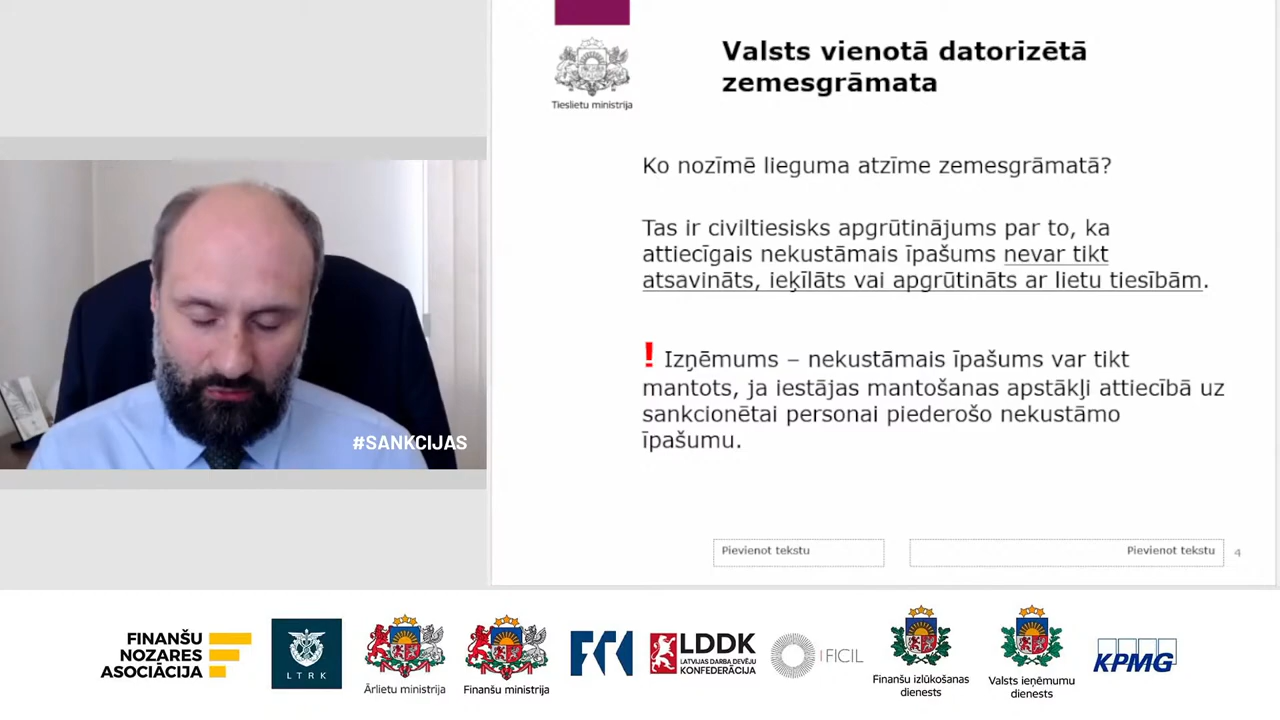 Tieslietu ministrija
Valsts vienotā datorizētā
zemesgrāmata
Ko nozīmē lieguma atzīme zemesgrāmatā?
Tas ir civiltiesisks apgrūtinājums par to, ka
attiecīgais nekustāmais īpašums nevar tikt
atsavināts, ieķīlāts vai apgrūtināts ar lietu tiesībām.
! Izņēmums – nekustāmais īpašums var tikt
mantots, ja iestājas mantošanas apstākļi attiecībā uz
sankcionētai personai piederošo nekustāmo
īpašumu.
Pievienot tekstu
Pievienot tekstu
4
#SANKCIJAS
FINANŠU
NOZARES
ASOCIĀCIJA
LTRK
Ārlietu ministrija
Finanšu ministrija
LDDK
LATVIJAS DARBA DEVĒJU
KONFEDERĀCIJA
FICIL
Finanšu izlūkošanas
dienests
Valsts ieņēmumu
dienests
KPMG